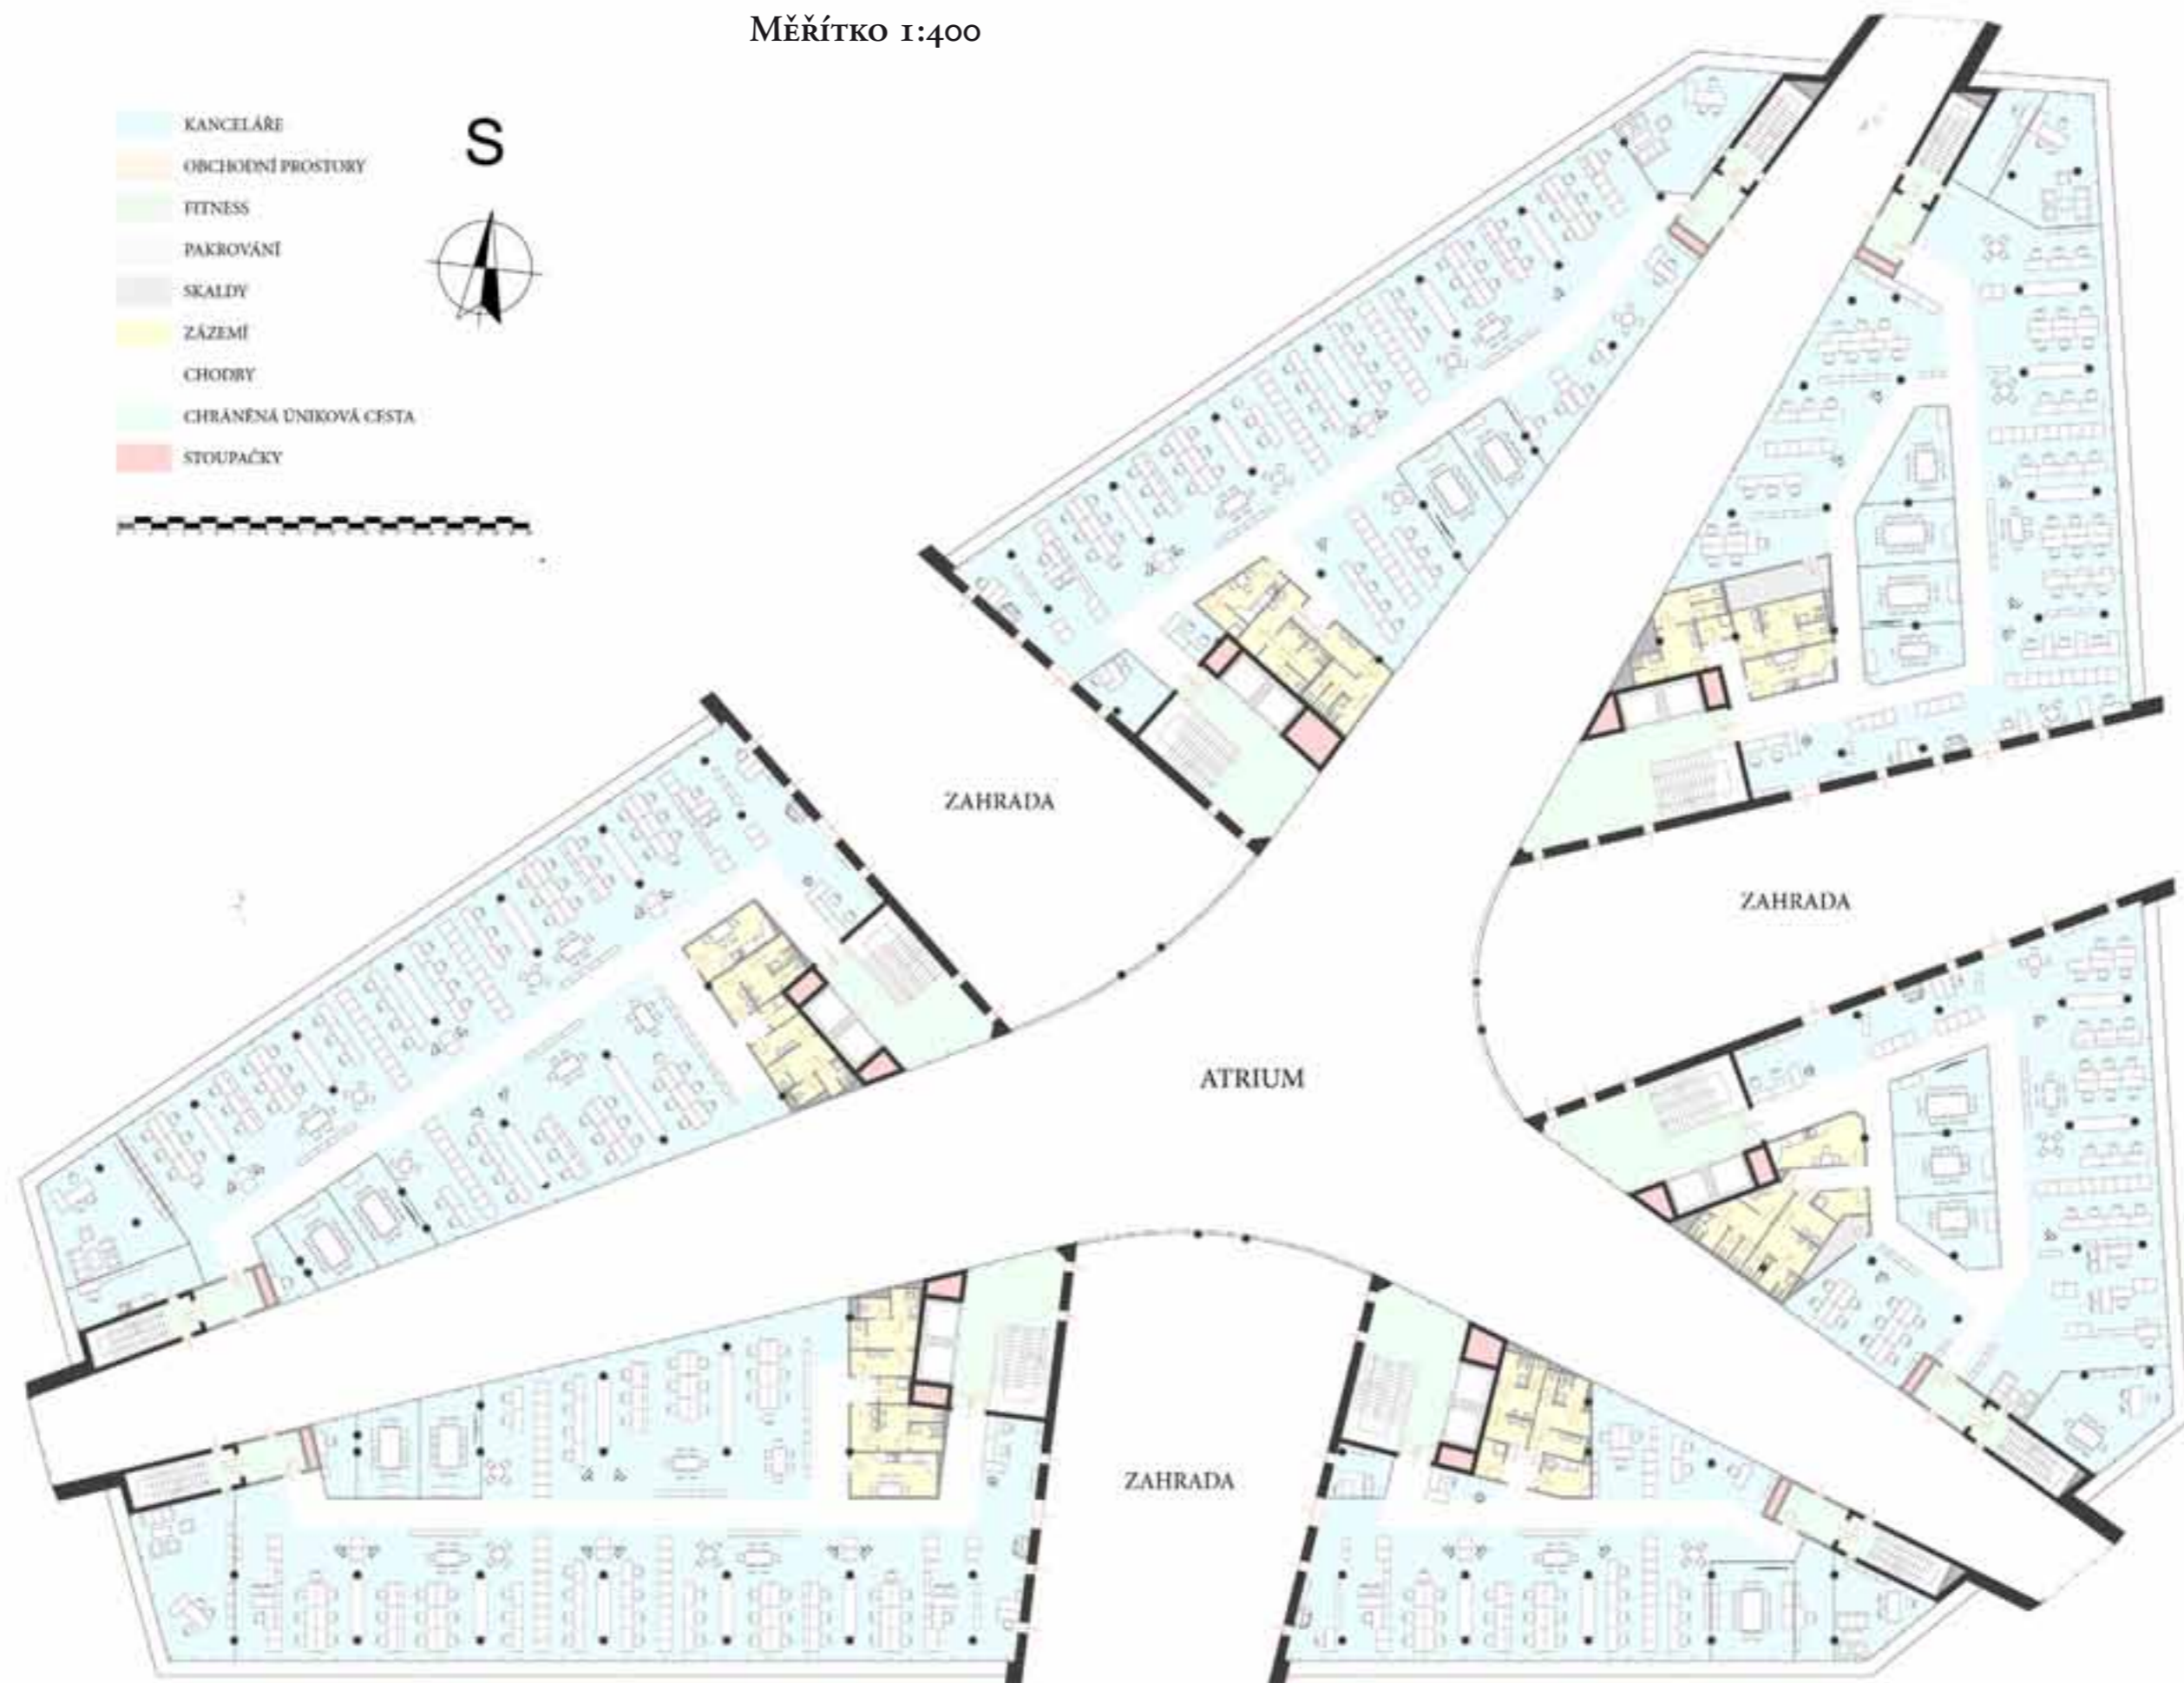 Měřítko 1:400
KANCELÁŘE
S
OBCHODNÍ PROSTORY
FITNESS
PAKROVÁNÍ
SKALDY
ZÁZEMÍ
CHODBY
CHRÁNĚNÁ ÚNIKOVÁ CESTA
STOUPAČKY
ZAHRADA
ZAHRADA
ATRIUM
ZAHRADA